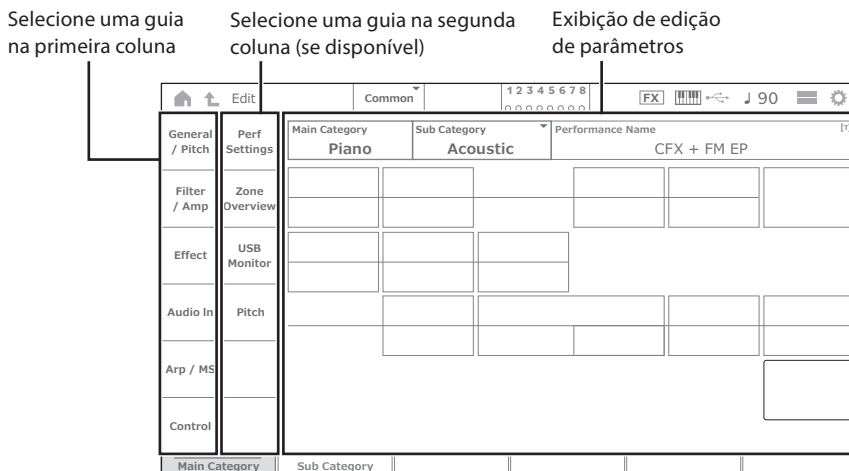 Selecione uma guia
na primeira coluna
Selecione uma guia na segunda
coluna (se disponível)
Exibição de edição
de parâmetros
Edit
Common
1 2 3 4 5 6 7 8
FX
♩ 90
General
/ Pitch
Filter
/ Amp
Effect
Audio In
Arp / MS
Control
Perf
Settings
Zone
Overview
USB
Monitor
Pitch
Main Category
Piano
Sub Category
Acoustic
Performance Name
CFX + FM EP
Main Category
Sub Category